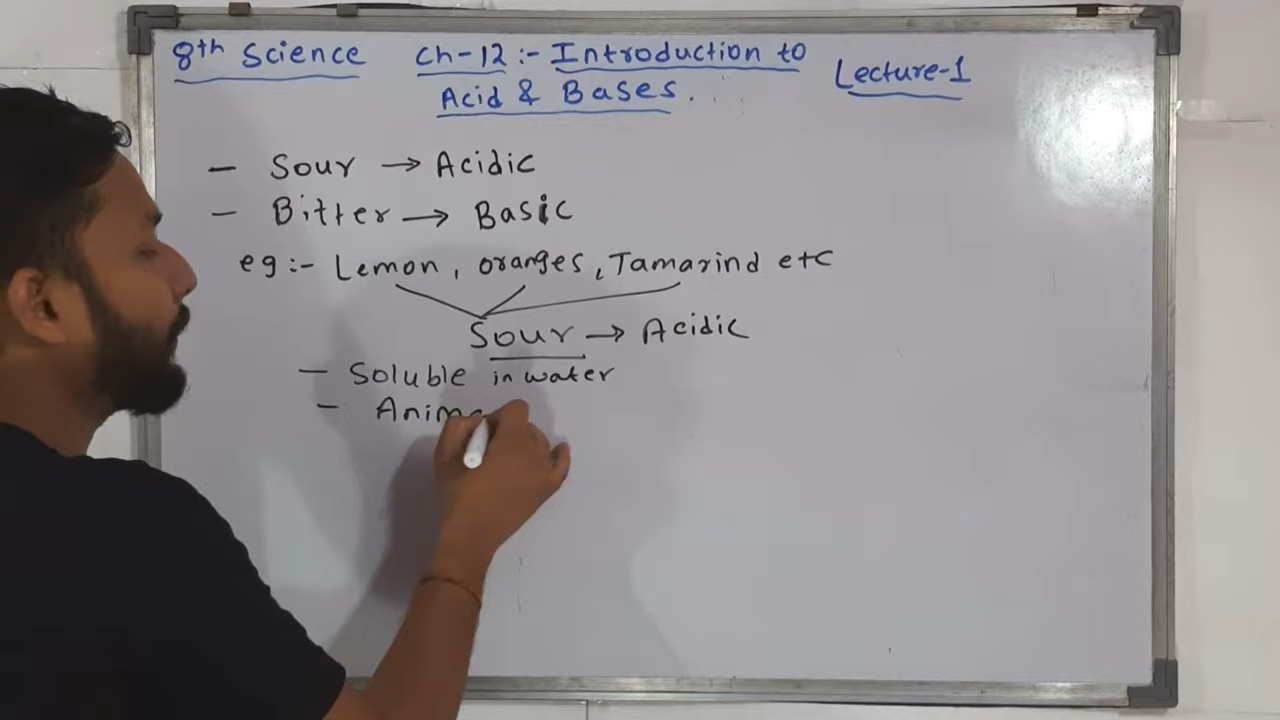 8th Science Ch-12:- Introduction to Lecture-1
Acid & Bases.
- Sour → Acidic
- Bitter → Basic
eg:- Lemon, oranges, Tamarind etc
Sour → Acidic
- Soluble in water
- Anima